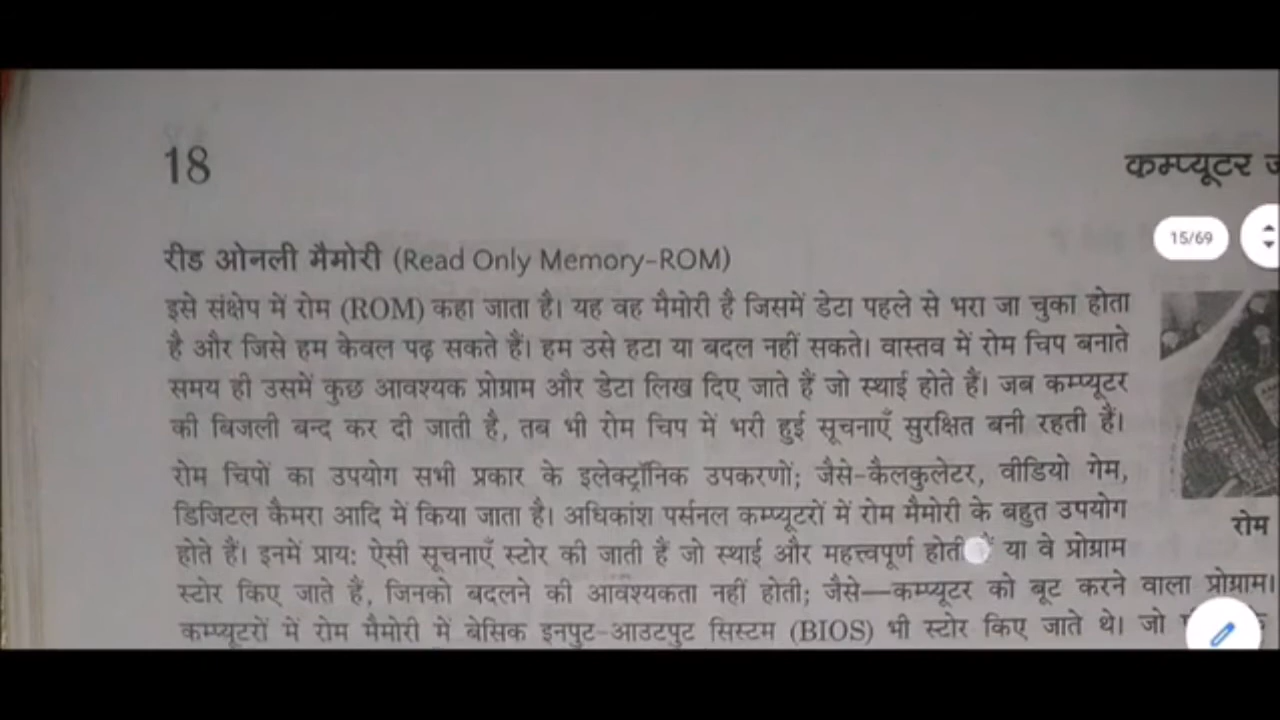 18
कम्प्यूटर
15/69
रीड ओनली मैमोरी (Read Only Memory-ROM)
इसे संक्षेप में रोम (ROM) कहा जाता है। यह वह मैमोरी है जिसमें डेटा पहले से भरा जा चुका होता
है और जिसे हम केवल पढ़ सकते हैं। हम उसे हटा या बदल नहीं सकते। वास्तव में रोम चिप बनाते
समय ही उसमें कुछ आवश्यक प्रोग्राम और डेटा लिख दिए जाते हैं जो स्थाई होते हैं। जब कम्प्यूटर
की बिजली बन्द कर दी जाती है, तब भी रोम चिप में भरी हुई सूचनाएँ सुरक्षित बनी रहती हैं।
रोम चिपों का उपयोग सभी प्रकार के इलेक्ट्रॉनिक उपकरणों; जैसे-कैलकुलेटर, वीडियो गेम,
डिजिटल कैमरा आदि में किया जाता है। अधिकांश पर्सनल कम्प्यूटरों में रोम मैमोरी के बहुत उपयोग
रोम
होते हैं। इनमें प्राय: ऐसी सूचनाएँ स्टोर की जाती हैं जो स्थाई और महत्त्वपूर्ण होती या वे प्रोग्राम
स्टोर किए जाते हैं, जिनको बदलने की आवश्यकता नहीं होती; जैसे—कम्प्यूटर को बूट करने वाला प्रोग्राम।
कम्प्यूटरों में रोम मैमोरी में बेसिक इनपुट-आउटपुट सिस्टम (BIOS) भी स्टोर किए जाते थे। जो